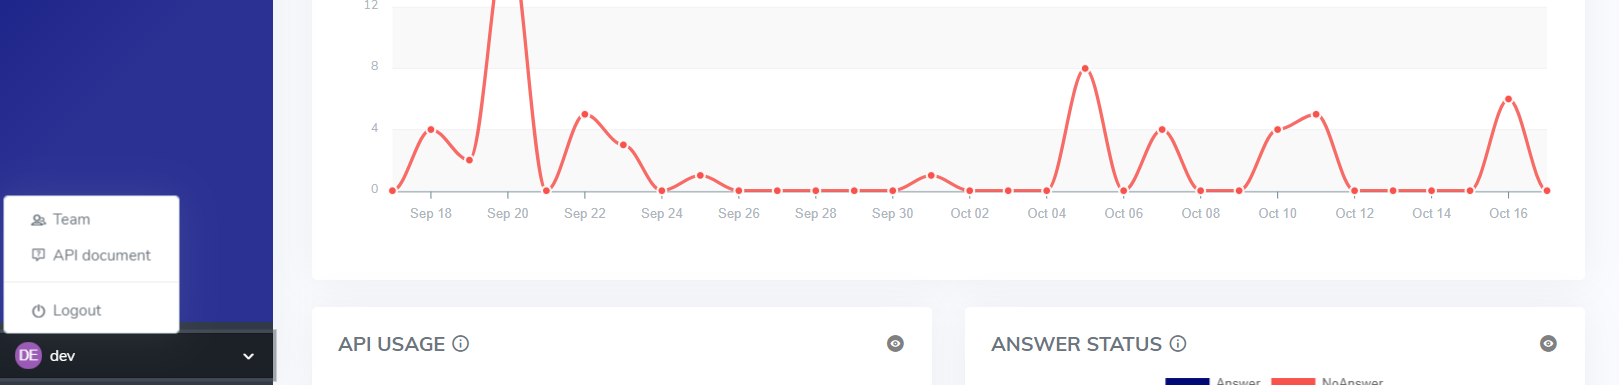 12
8
4
0
Sep 18 Sep 20 Sep 22 Sep 24 Sep 26 Sep 28 Sep 30 Oct 02 Oct 04 Oct 06 Oct 08 Oct 10 Oct 12 Oct 14 Oct 16
Team
API document
Logout
DE dev
API USAGE
ANSWER STATUS
Answer NoAnswer